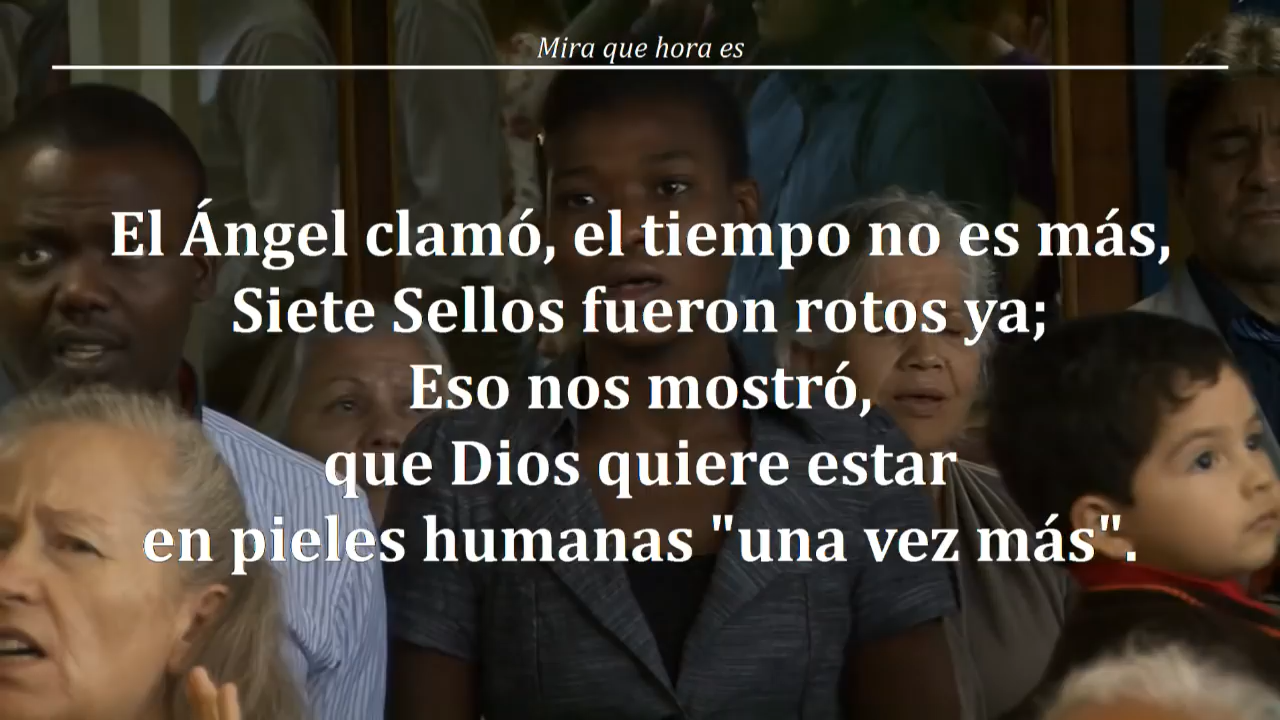 Mira que hora es
El Ángel clamó, el tiempo no es más,
Siete Sellos fueron rotos ya;
Eso nos mostró,
que Dios quiere estar
en pieles humanas "una vez más".